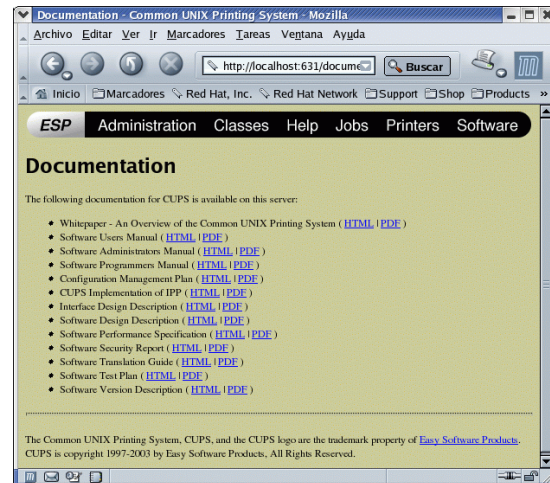 Documentation - Common UNIX Printing System - Mozilla
Archivo Editar Ver Ir Marcadores Tareas Ventana Ayuda
http://localhost:631/docume Buscar
Inicio Marcadores Red Hat, Inc. Red Hat Network Support Shop Products »
ESP Administration Classes Help Jobs Printers Software
Documentation
The following documentation for CUPS is available on this server:
Whitepaper - An Overview of the Common UNIX Printing System ( HTML | PDF )
Software Users Manual ( HTML | PDF )
Software Administrators Manual ( HTML | PDF )
Software Programmers Manual ( HTML | PDF )
Configuration Management Plan ( HTML | PDF )
CUPS Implementation of IPP ( HTML | PDF )
Interface Design Description ( HTML | PDF )
Software Design Description ( HTML | PDF )
Software Performance Specification ( HTML | PDF )
Software Security Report ( HTML | PDF )
Software Translation Guide ( HTML | PDF )
Software Test Plan ( HTML | PDF )
Software Version Description ( HTML | PDF )
The Common UNIX Printing System, CUPS, and the CUPS logo are the trademark property of Easy Software Products.
CUPS is copyright 1997-2003 by Easy Software Products, All Rights Reserved.